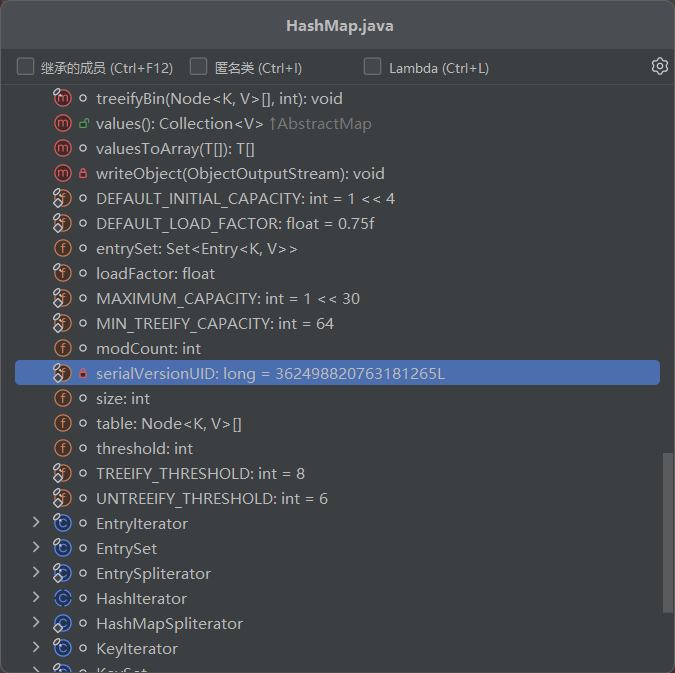 HashMap.java
继承的成员 (Ctrl+F12) 匿名类 (Ctrl+I) Lambda (Ctrl+L)
treeifyBin(Node<K, V>[], int): void
values(): Collection<V> ↑AbstractMap
valuesToArray(T[]): T[]
writeObject(ObjectOutputStream): void
DEFAULT_INITIAL_CAPACITY: int = 1 << 4
DEFAULT_LOAD_FACTOR: float = 0.75f
entrySet: Set<Entry<K, V>>
loadFactor: float
MAXIMUM_CAPACITY: int = 1 << 30
MIN_TREEIFY_CAPACITY: int = 64
modCount: int
serialVersionUID: long = 362498820763181265L
size: int
table: Node<K, V>[]
threshold: int
TREEIFY_THRESHOLD: int = 8
UNTREEIFY_THRESHOLD: int = 6
EntryIterator
EntrySet
EntrySpliterator
HashIterator
HashMapSpliterator
KeyIterator
KeySet